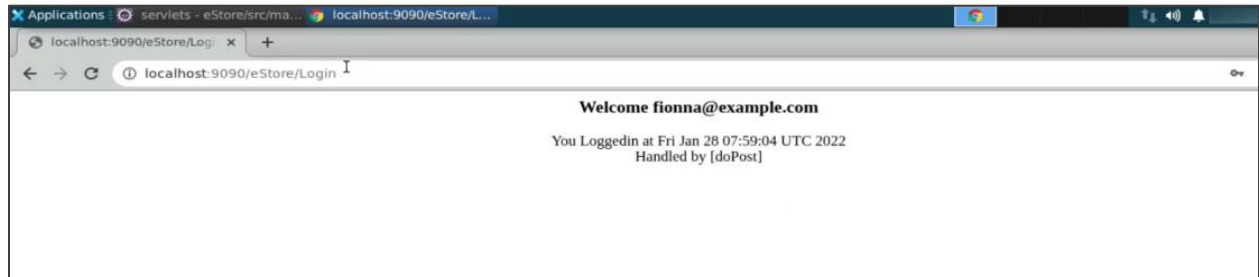 Applications
servlets - eStore/src/ma...
localhost:9090/eStore/L...
localhost:9090/eStore/Logi
localhost:9090/eStore/Login
Welcome fionna@example.com
You Loggedin at Fri Jan 28 07:59:04 UTC 2022
Handled by [doPost]